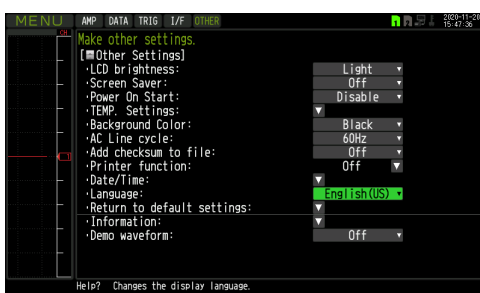 MENU AMP DATA TRIG I/F OTHER 2020-11-20
15:47:36
CH
Make other settings.
[Other Settings]
·LCD brightness: Light
·Screen Saver: Off
·Power On Start: Disable
·TEMP. Settings:
·Background Color: Black
·AC Line cycle: 60Hz
·Add checksum to file: Off
·Printer function: Off
·Date/Time:
·Language: English(US)
·Return to default settings:
·Information:
·Demo waveform: Off
Help? Changes the display language.